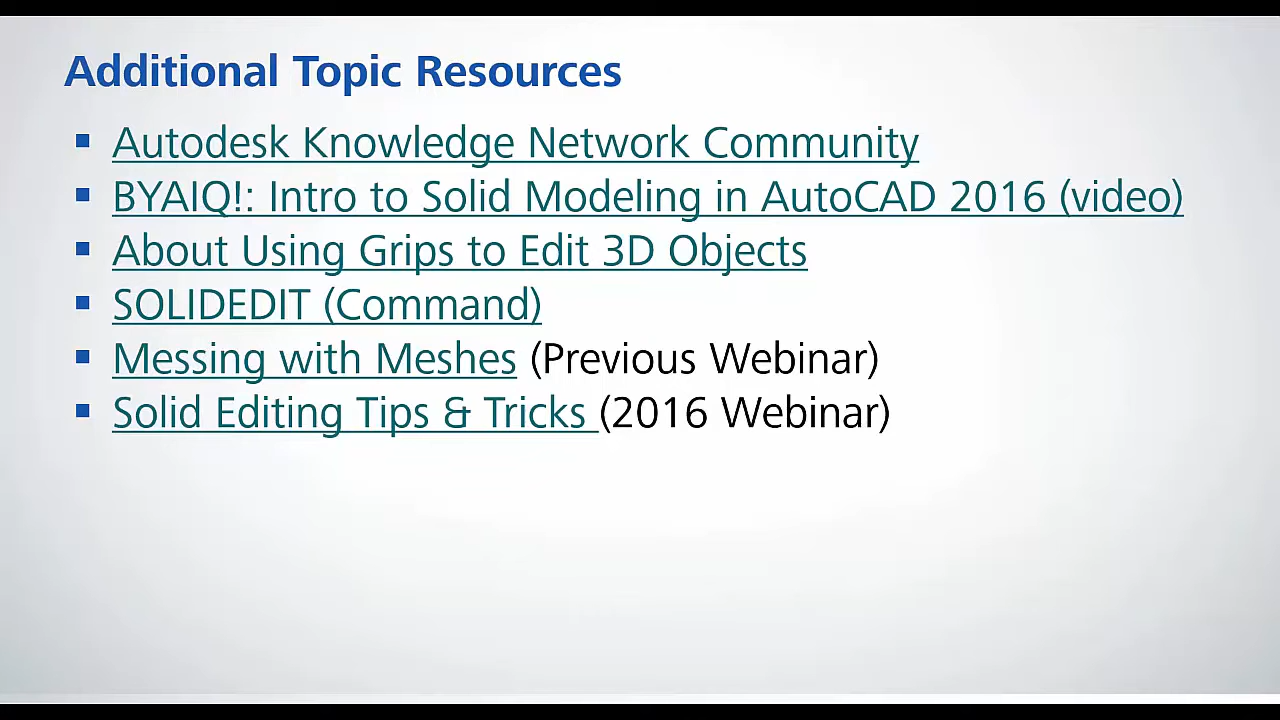 Additional Topic Resources
Autodesk Knowledge Network Community
BYAIQ!: Intro to Solid Modeling in AutoCAD 2016 (video)
About Using Grips to Edit 3D Objects
SOLIDEDIT (Command)
Messing with Meshes (Previous Webinar)
Solid Editing Tips & Tricks (2016 Webinar)